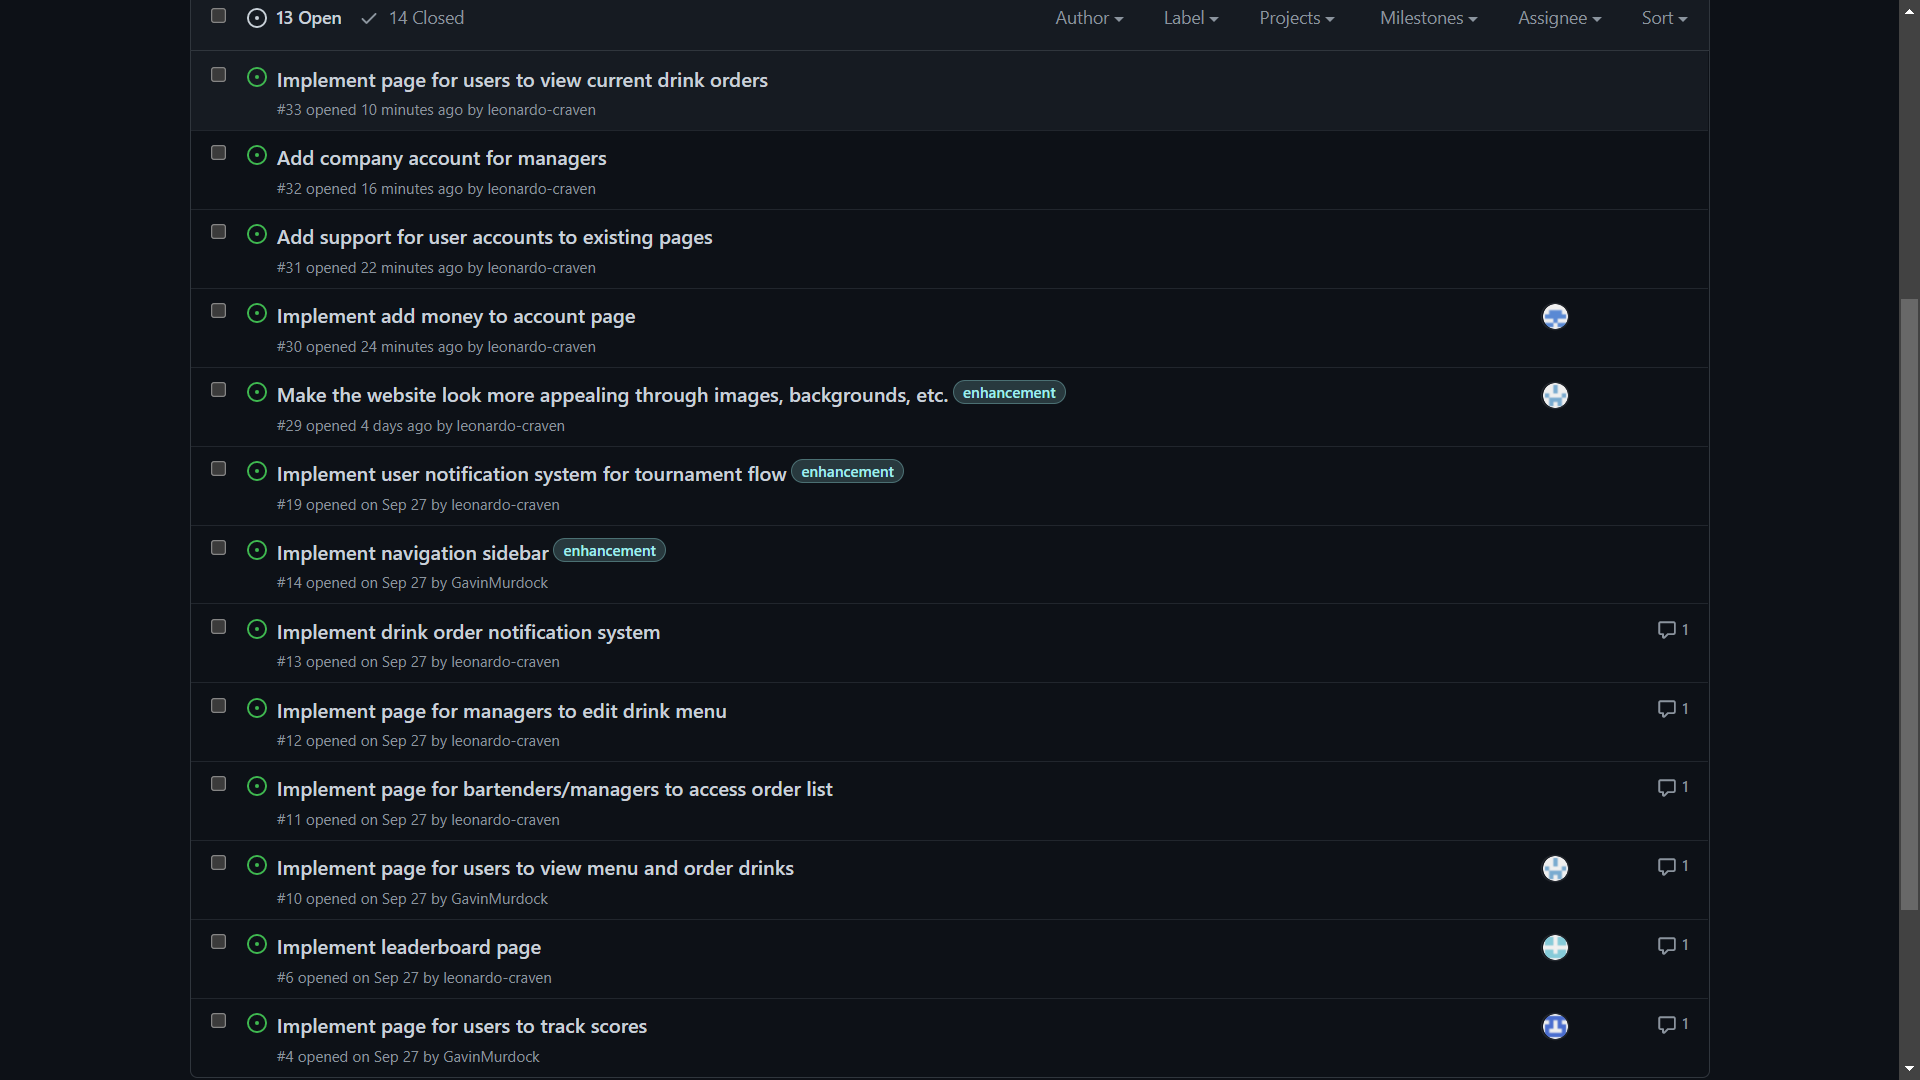 13 Open 14 Closed Author Label Projects Milestones Assignee Sort
Implement page for users to view current drink orders
#33 opened 10 minutes ago by leonardo-craven
Add company account for managers
#32 opened 16 minutes ago by leonardo-craven
Add support for user accounts to existing pages
#31 opened 22 minutes ago by leonardo-craven
Implement add money to account page
#30 opened 24 minutes ago by leonardo-craven
Make the website look more appealing through images, backgrounds, etc. enhancement
#29 opened 4 days ago by leonardo-craven
Implement user notification system for tournament flow enhancement
#19 opened on Sep 27 by leonardo-craven
Implement navigation sidebar enhancement
#14 opened on Sep 27 by GavinMurdock
Implement drink order notification system 1
#13 opened on Sep 27 by leonardo-craven
Implement page for managers to edit drink menu 1
#12 opened on Sep 27 by leonardo-craven
Implement page for bartenders/managers to access order list 1
#11 opened on Sep 27 by leonardo-craven
Implement page for users to view menu and order drinks 1
#10 opened on Sep 27 by GavinMurdock
Implement leaderboard page 1
#6 opened on Sep 27 by leonardo-craven
Implement page for users to track scores 1
#4 opened on Sep 27 by GavinMurdock